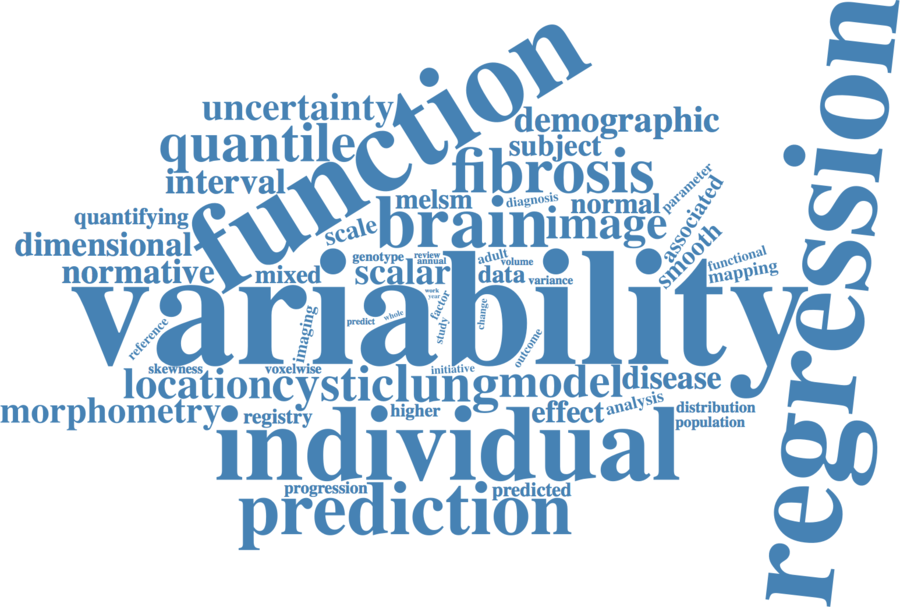 function
regression
uncertainty
demographic
quantile
subject
fibrosis
interval
melsm
diagnosis
normal
parameter
quantifying
scale
brain
image
associated
dimensional
smooth
normative
mixed
genotype
review
annual
scalar
adult
volume
data
variance
functional
mapping
variability
reference
imaging
predict
whole
work
year
factor
study
change
outcome
skewness
voxelwise
initiative
location
cystic
lung
model
disease
morphometry
registry
higher
effect
analysis
distribution
population
individual
progression
predicted
prediction